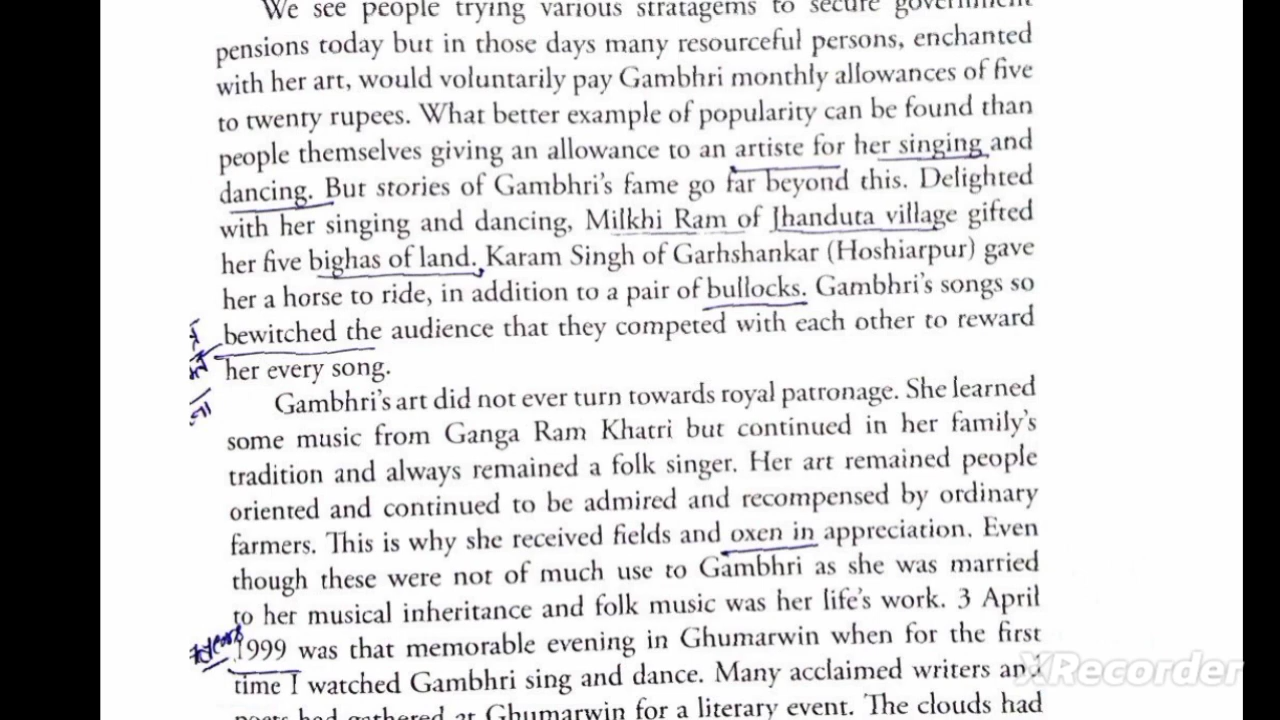 We see people trying various stratagems to secure government
pensions today but in those days many resourceful persons, enchanted
with her art, would voluntarily pay Gambhri monthly allowances of five
to twenty rupees. What better example of popularity can be found than
people themselves giving an allowance to an artiste for her singing and
dancing. But stories of Gambhri's fame go far beyond this. Delighted
with her singing and dancing, Milkhi Ram of Jhanduta village gifted
her five bighas of land. Karam Singh of Garhshankar (Hoshiarpur) gave
her a horse to ride, in addition to a pair of bullocks. Gambhri's songs so
bewitched the audience that they competed with each other to reward
her every song.
Gambhri's art did not ever turn towards royal patronage. She learned
some music from Ganga Ram Khatri but continued in her family's
tradition and always remained a folk singer. Her art remained people
oriented and continued to be admired and recompensed by ordinary
farmers. This is why she received fields and oxen in appreciation. Even
though these were not of much use to Gambhri as she was married
to her musical inheritance and folk music was her life's work. 3 April
1999 was that memorable evening in Ghumarwin when for the first
time I watched Gambhri sing and dance. Many acclaimed writers and
poets had gathered at Ghumarwin for a literary event. The clouds had
XRecorder